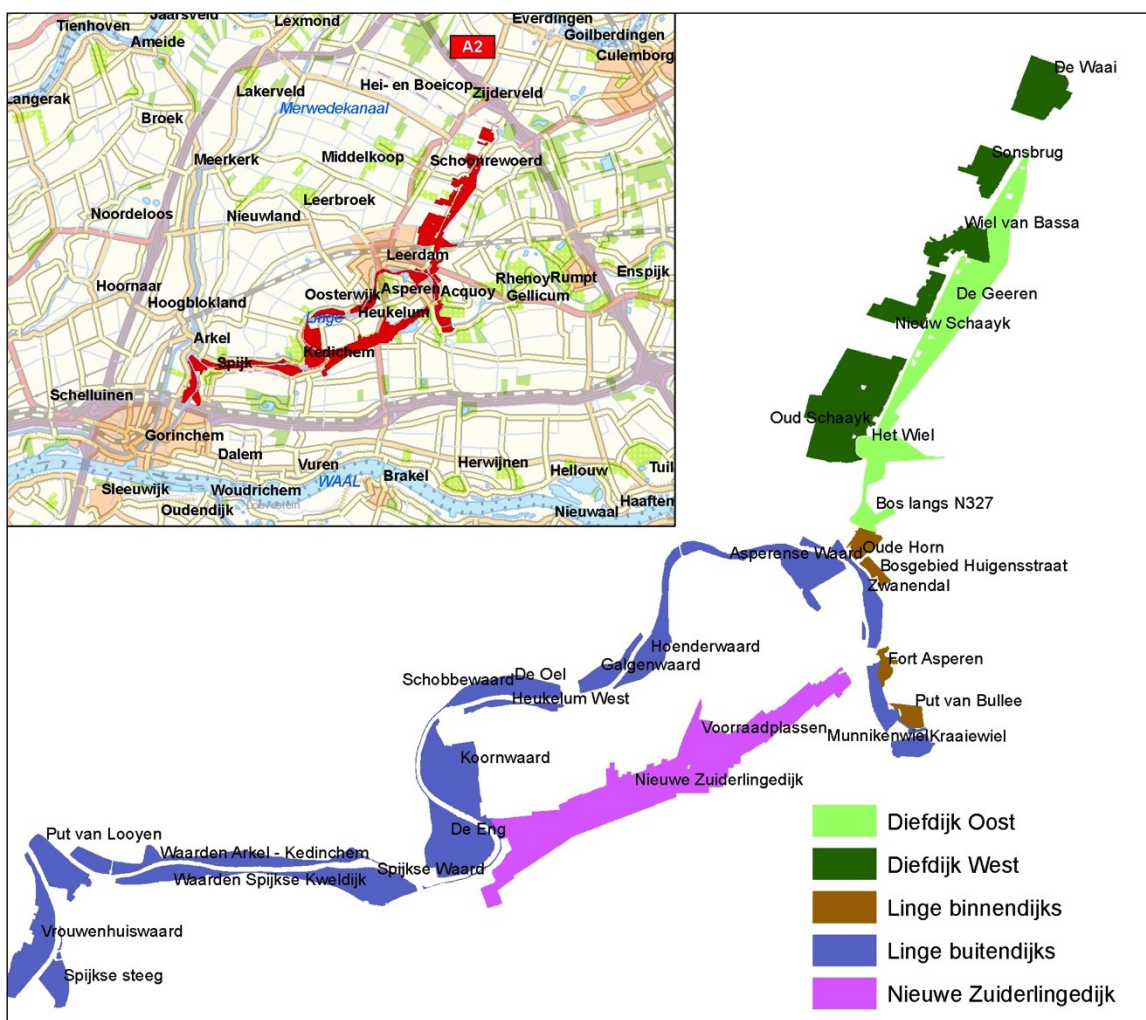 Jaarsveld
Lexmond
Everdingen
Tienhoven
Goilberdingen
Ameide
A2
Culemborg
Hei- en Boeicop
Lakerveld
Zijderveld
Langerak
Merwedekanaal
Broek
Meerkerk
Middelkoop
Schoonrewoerd
Leerbroek
Noordeloos
Nieuwland
Leerdam
Rhenoy
Rumpt
Enspijk
Hoornaar
Asperen
Acquoy
Gellicum
Hoogblokland
Oosterwijk
Linge
Heukelum
Arkel
Kedichem
Spijk
Schelluinen
Gorinchem
Dalem
Vuren
Herwijnen
Hellouw
Tuil
Sleeuwijk
Woudrichem
WAAL
Brakel
Haaften
Oudendijk
Loevestein
Nieuwaal
De Waai
Sonsbrug
Wiel van Bassa
De Geeren
Nieuw Schaayk
Oud Schaayk
Het Wiel
Bos langs N327
Asperense Waard
Oude Horn
Bosgebied Huigensstraat
Zwanendal
Hoenderwaard
Galgenwaard
Fort Asperen
Schobbewaard
De Oel
Heukelum West
Put van Bullee
Voorraadplassen
Munnikenwiel
Kraaiewiel
Koornwaard
Nieuwe Zuiderlingedijk
De Eng
Put van Looyen
Waarden Arkel - Kedinchem
Spijkse Waard
Waarden Spijkse Kweldijk
Vrouwenhuiswaard
Spijkse steeg
Diefdijk Oost
Diefdijk West
Linge binnendijks
Linge buitendijks
Nieuwe Zuiderlingedijk